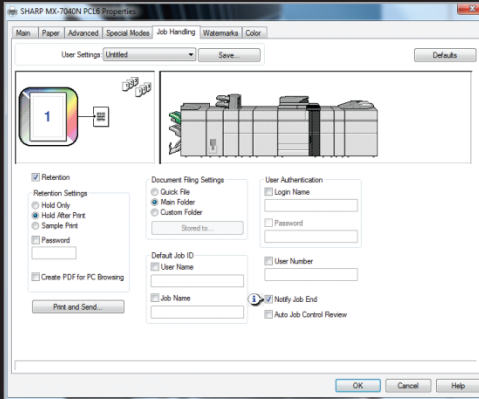 SHARP MX-7040N PCL6 Properties
Main Paper Advanced Special Modes Job Handling Watermarks Color
User Settings: Untitled Save... Defaults
1
Retention
Retention Settings
Hold Only
Hold After Print
Sample Print
Password
Create PDF for PC Browsing
Print and Send...
Document Filing Settings
Quick File
Main Folder
Custom Folder
Stored to...
Default Job ID
User Name
Job Name
User Authentication
Login Name
Password
User Number
Notify Job End
Auto Job Control Review
OK Cancel Help